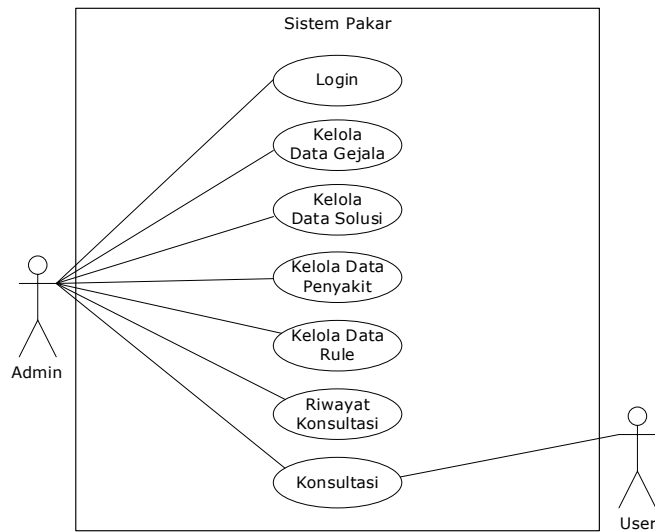 Sistem Pakar
Login
Kelola
Data Gejala
Kelola
Data Solusi
Kelola Data
Penyakit
Kelola Data
Rule
Riwayat
Konsultasi
Konsultasi
Admin
User